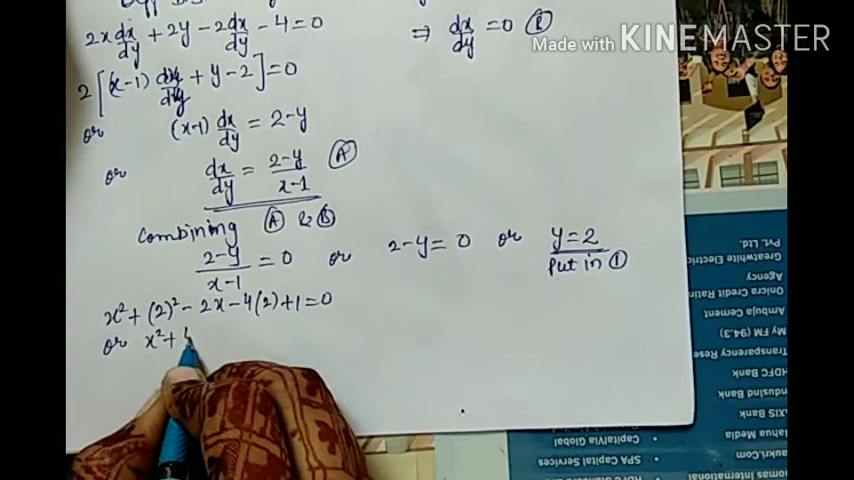 2x dx/dy + 2y - 2dx/dy - 4 = 0
⇒ dx/dy = 0 Ⓑ
Made with KINEMASTER
2[(x-1) dx/dy + y - 2] = 0
or (x-1) dx/dy = 2-y
or dx/dy = 2-y/x-1 Ⓐ
Combining Ⓐ & Ⓑ
2-y/x-1 = 0 or 2-y = 0 or y = 2
Put in ①
x² + (2)² - 2x - 4(2) + 1 = 0
or x² + 4
Pvt. Ltd.
Greatwhite Electric
Agency
Onicra Credit Ratin
Ambuja Cement
My FM (94.3)
Transparency Rese
HDFC Bank
IndusInd Bank
AXIS Bank
Media
aukri.Com
International
CapitalVia Global
SPA Capital Services